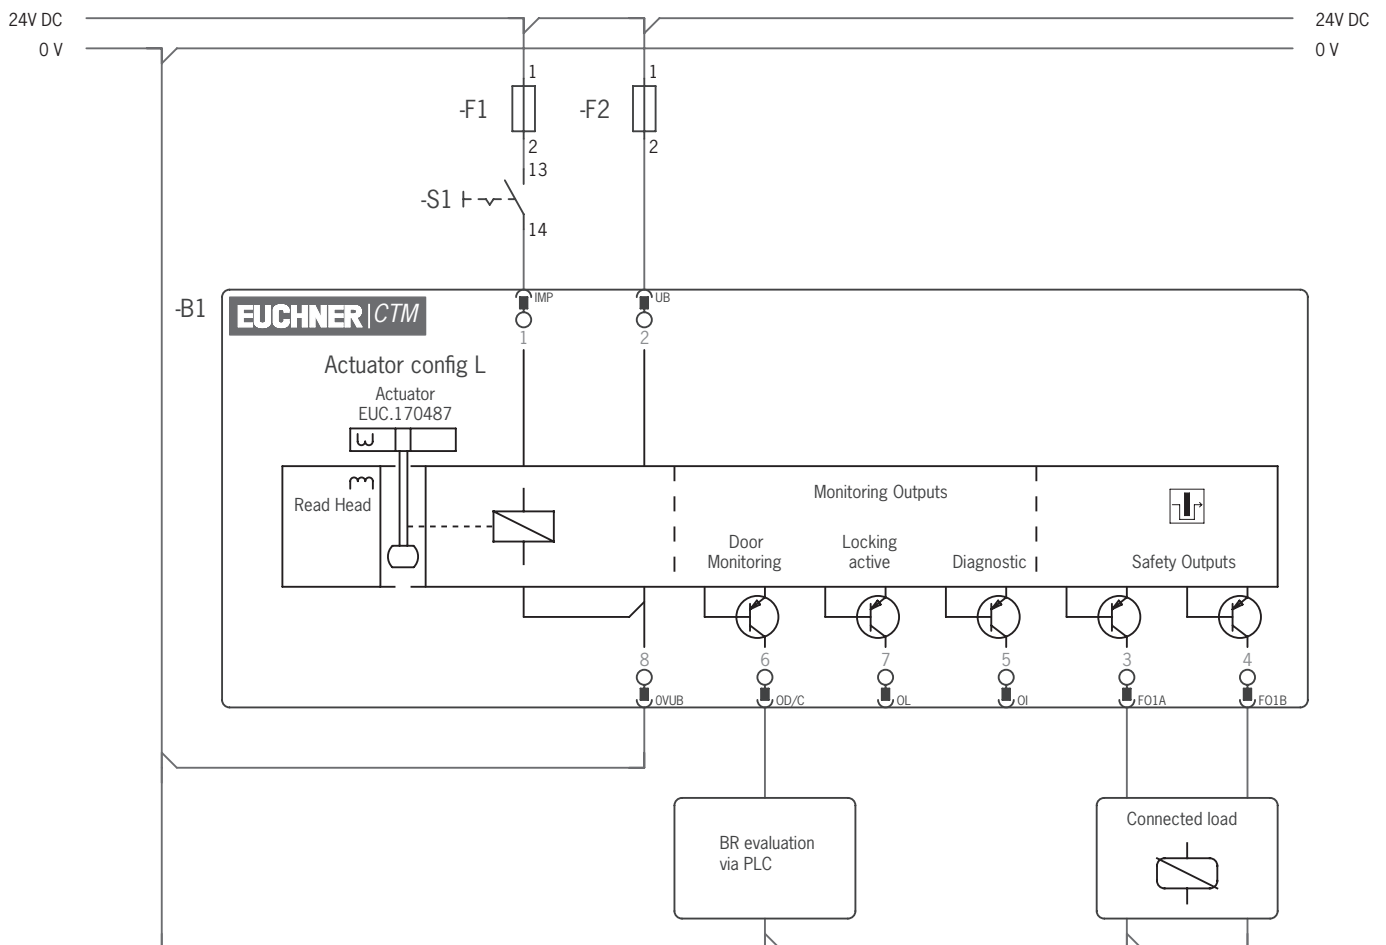 24V DC
24V DC
0 V
0 V
1
1
-F1
-F2
2
2
13
-S1
14
-B1
EUCHNER CTM
IMP
UB
1
2
Actuator config L
Actuator
EUC.170487
Read Head
Monitoring Outputs
Door
Monitoring
Locking
active
Diagnostic
Safety Outputs
8
6
7
5
3
4
0VUB
OD/C
OL
OI
FO1A
FO1B
BR evaluation
via PLC
Connected load